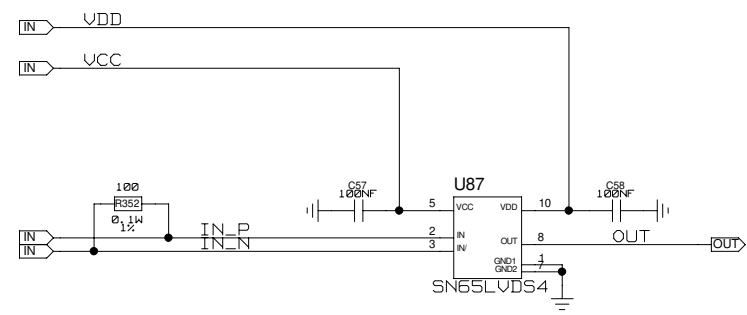 IN VDD
IN VCC
100
R352
0.1W
1%
C57
100NF
U87
C58
100NF
5 VCC VDD 10
IN IN_P 2 IN
IN IN_N 3 IN/
OUT 8 OUT OUT
GND1 1
GND2 7
SN65LVDS4